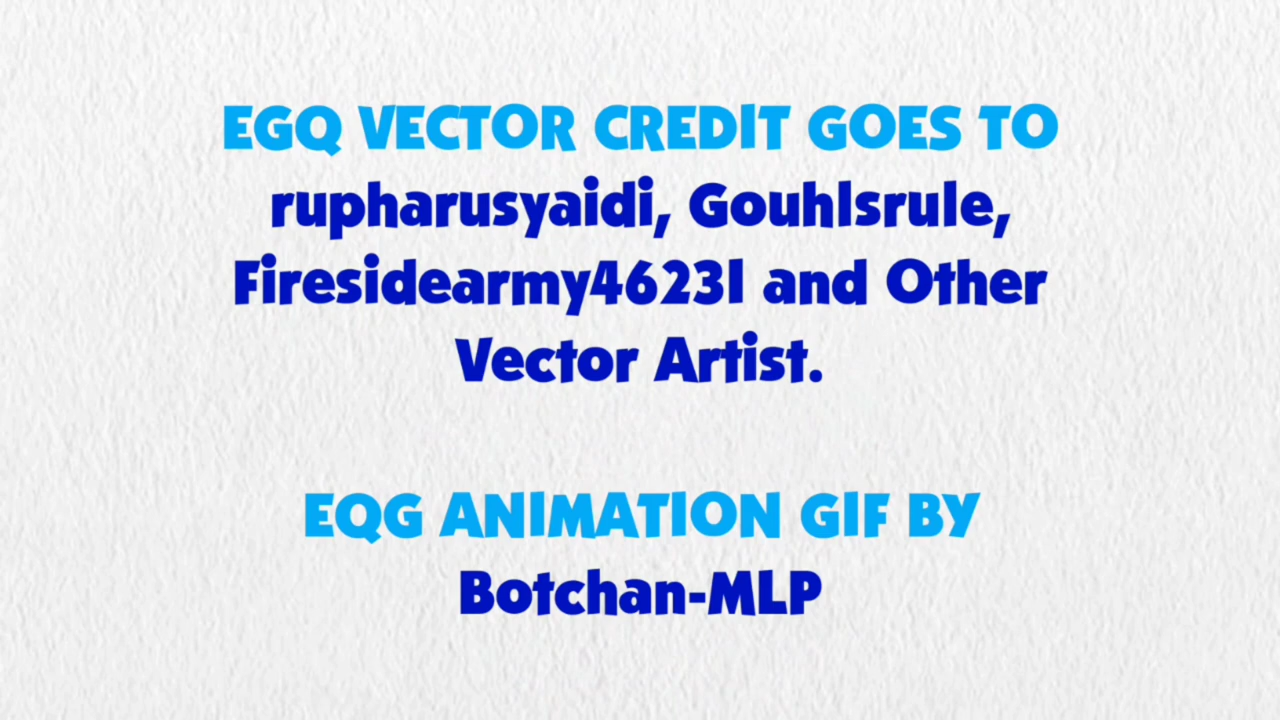 EGQ VECTOR CREDIT GOES TO
rupharusyaidi, Gouhlsrule,
Firesidearmy46231 and Other
Vector Artist.
EQG ANIMATION GIF BY
Botchan-MLP